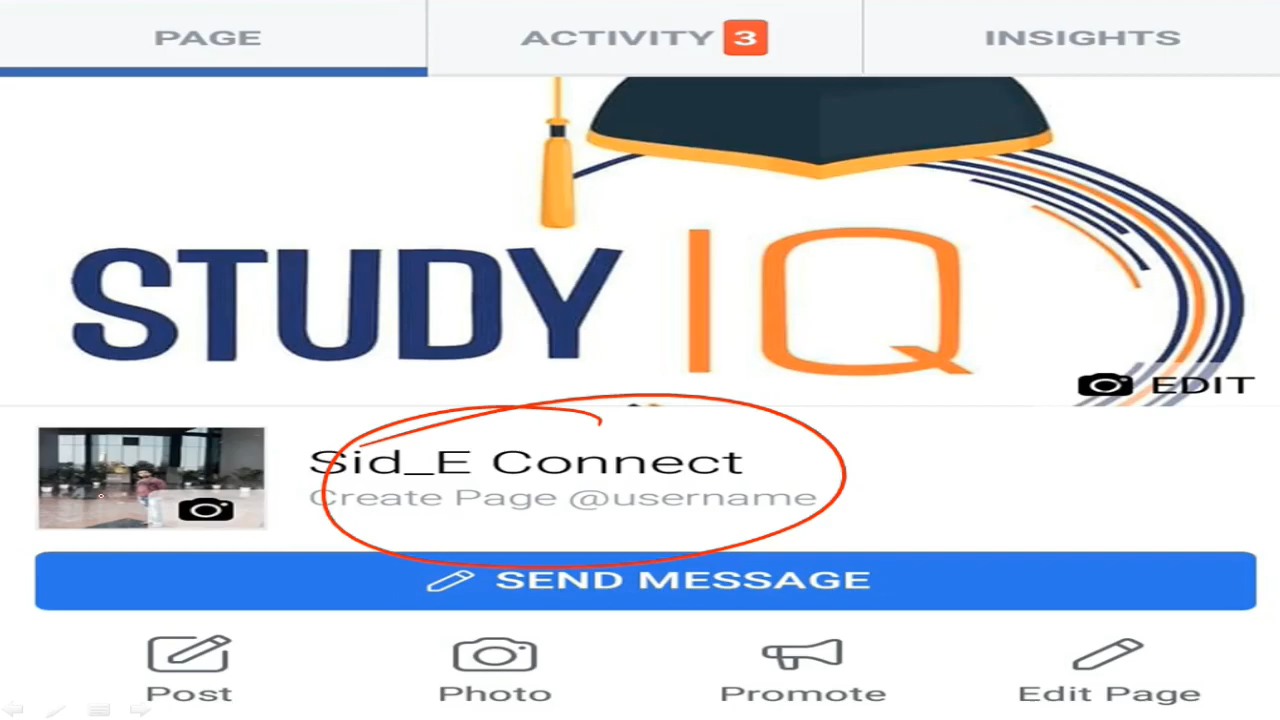 PAGE
ACTIVITY 3
INSIGHTS
STUDY IQ
EDIT
Sid_E Connect
Create Page @username
SEND MESSAGE
Post
Photo
Promote
Edit Page